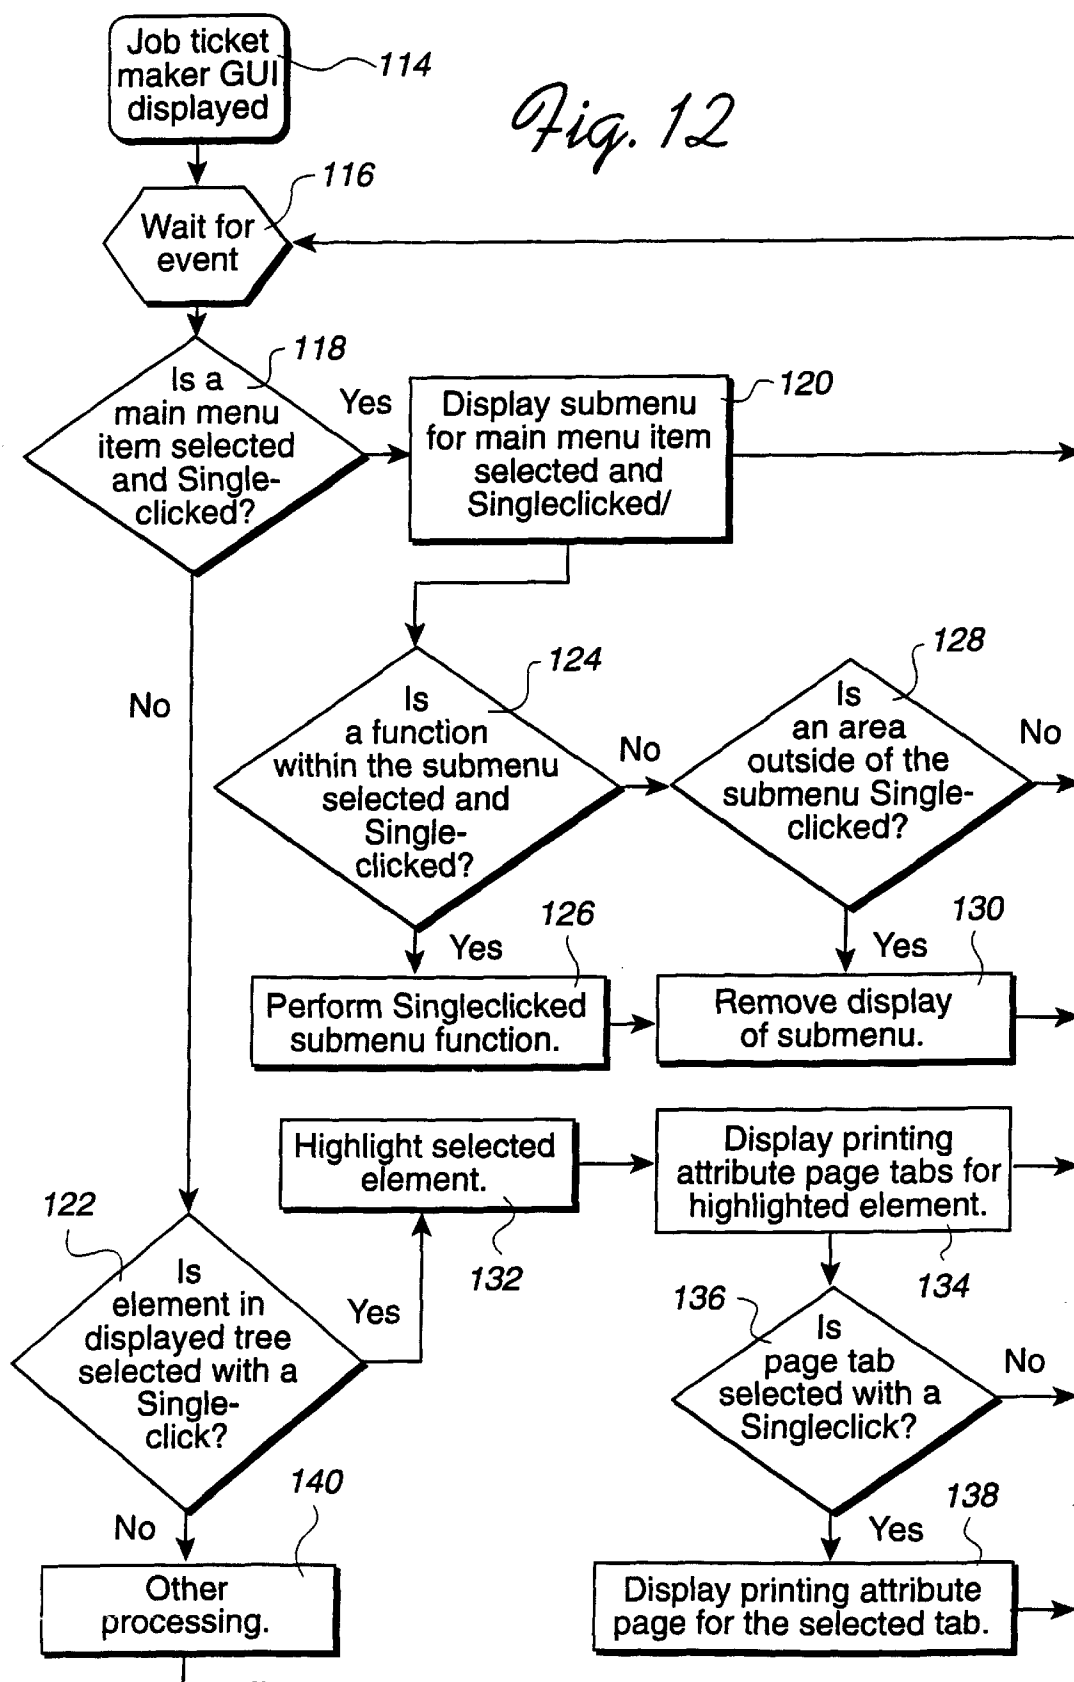 Job ticket
maker GUI
displayed
114
Fig. 12
116
Wait for
event
118
Is a
main menu
item selected
and Single-
clicked?
Yes
120
Display submenu
for main menu item
selected and
Singleclicked/
No
124
Is
a function
within the submenu
selected and
Single-
clicked?
No
128
Is
an area
outside of the
submenu Single-
clicked?
No
Yes
126
Perform Singleclicked
submenu function.
Yes
130
Remove display
of submenu.
Highlight selected
element.
132
Display printing
attribute page tabs for
highlighted element.
134
122
Is
element in
displayed tree
selected with a
Single-
click?
Yes
136
Is
page tab
selected with a
Singleclick?
No
No
140
Other
processing.
Yes
138
Display printing attribute
page for the selected tab.